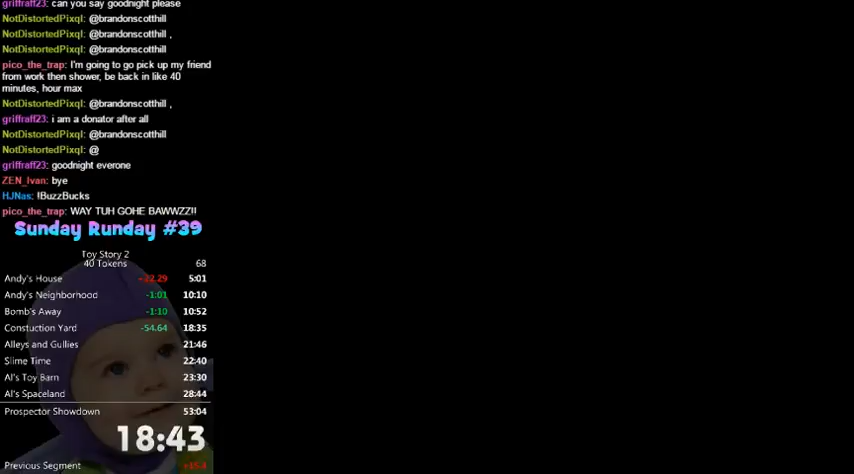 griffraff23: can you say goodnight please
NotDistortedPixql: @brandonscotthill
NotDistortedPixql: @brandonscotthill ,
NotDistortedPixql: @brandonscotthill
pico_the_trap: I'm going to go pick up my friend
from work then shower, be back in like 40
minutes, hour max
NotDistortedPixql: @brandonscotthill ,
griffraff23: i am a donator after all
NotDistortedPixql: @brandonscotthill
NotDistortedPixql: @
griffraff23: goodnight everone
ZEN_Ivan: bye
HJNas: !BuzzBucks
pico_the_trap: WAY TUH GOHE BAWWZZ!!
Sunday Runday #39
Toy Story 2
40 Tokens 68
Andy's House +22.29 5:01
Andy's Neighborhood -1:01 10:10
Bomb's Away -1:10 10:52
Constuction Yard -54.64 18:35
Alleys and Gullies 21:46
Slime Time 22:40
Al's Toy Barn 23:30
Al's Spaceland 28:44
Prospector Showdown 53:04
18:43
Previous Segment +15.4